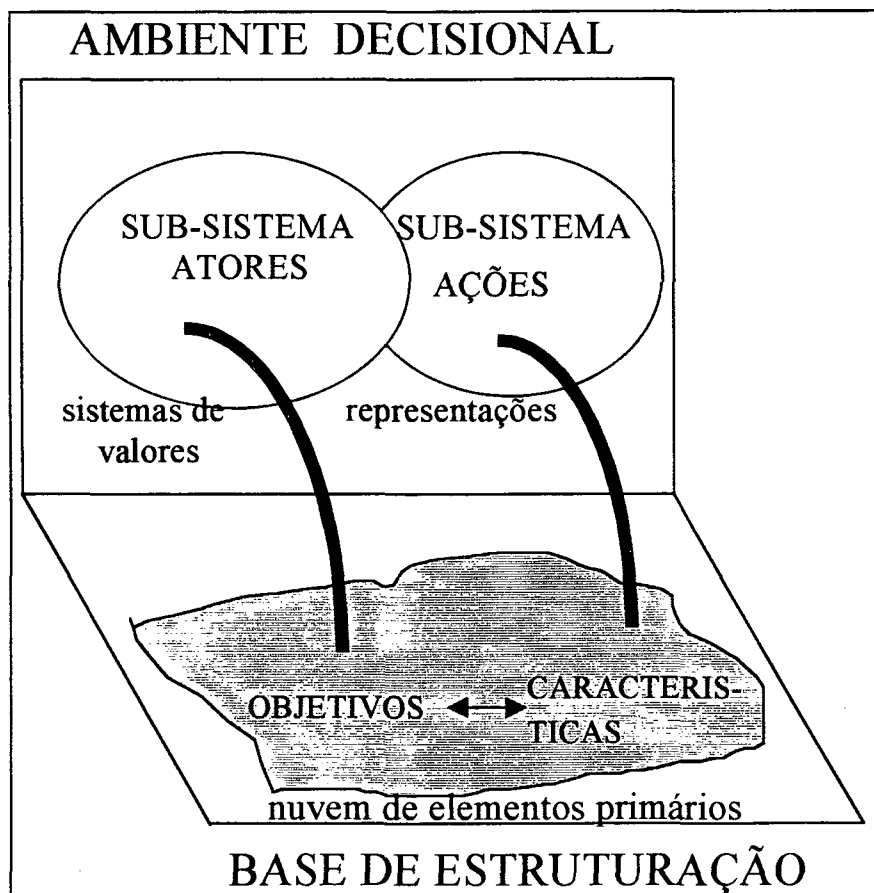 AMBIENTE DECISIONAL
SUB-SISTEMA
ATORES
SUB-SISTEMA
AÇÕES
sistemas de
valores
representações
OBJETIVOS
CARACTERIS-
TICAS
nuvem de elementos primários
BASE DE ESTRUTURAÇÃO